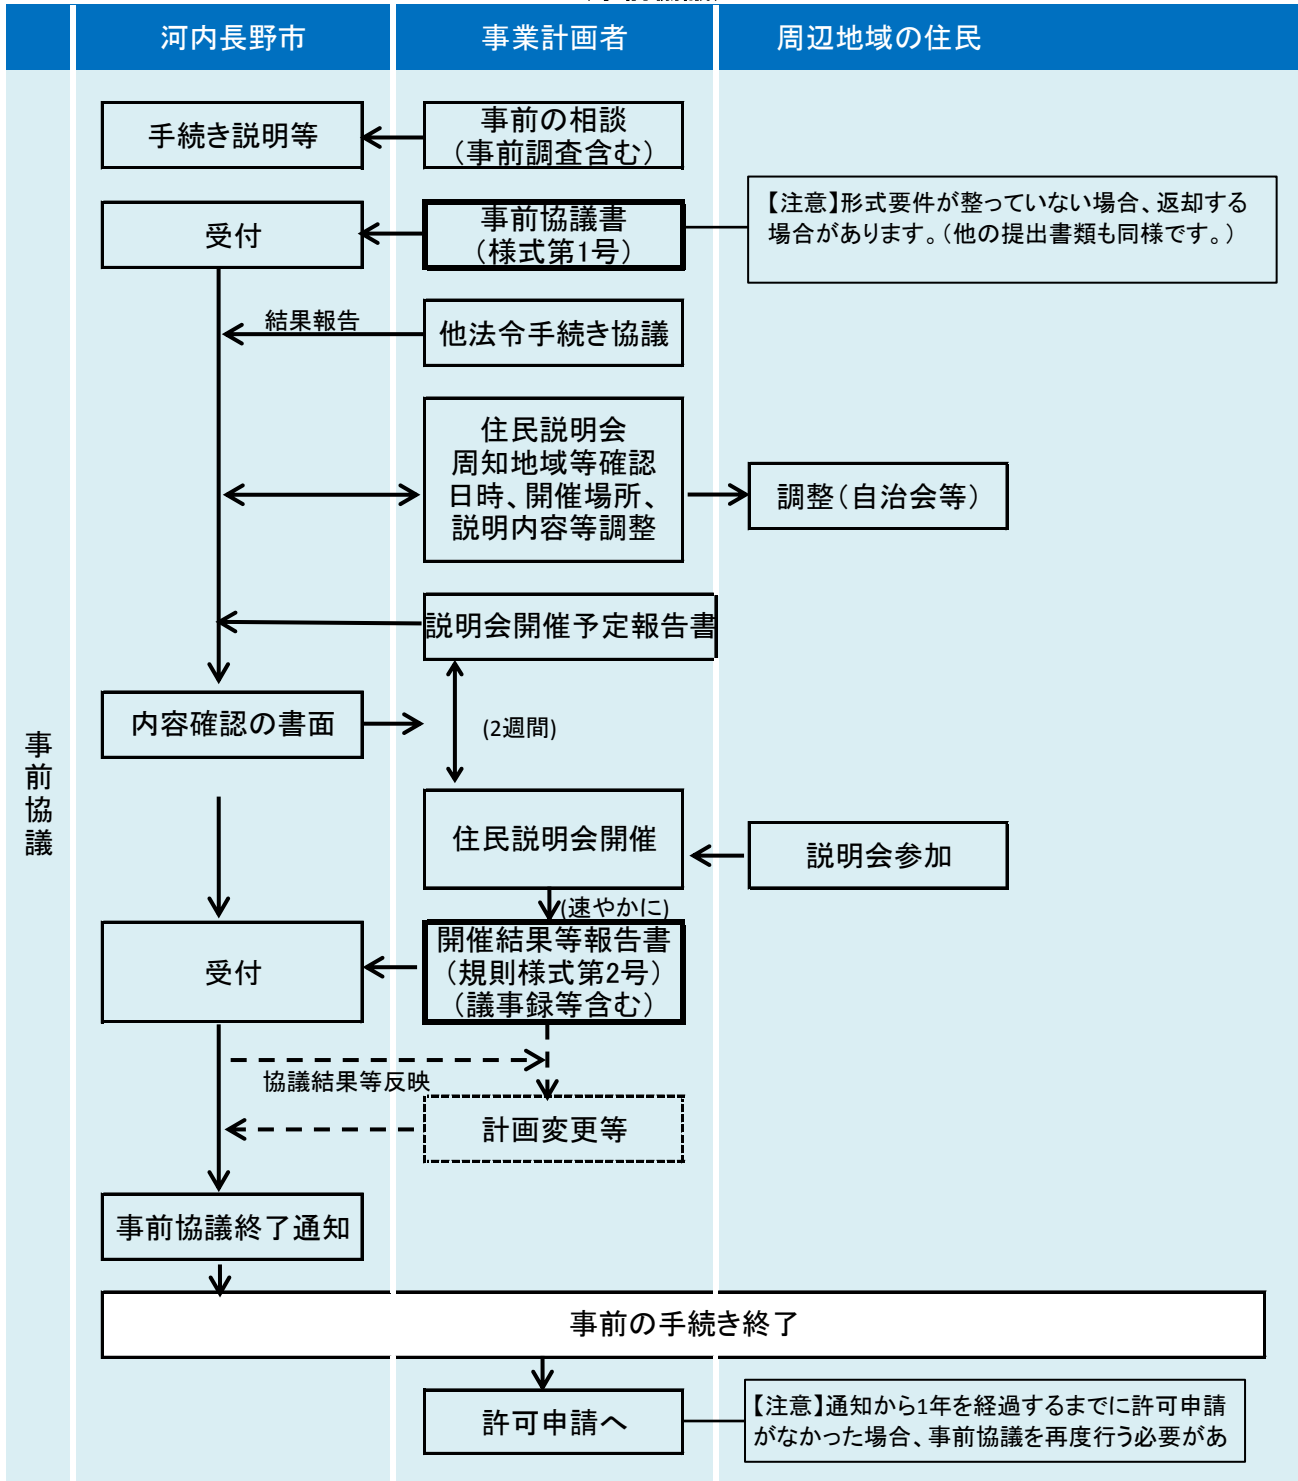 河内長野市
事業計画者
周辺地域の住民
手続き説明等
事前の相談
（事前調査含む）
受付
事前協議書
（様式第1号）
【注意】形式要件が整っていない場合、返却する
場合があります。（他の提出書類も同様です。）
結果報告
他法令手続き協議
住民説明会
周知地域等確認
日時、開催場所、
説明内容等調整
調整（自治会等）
説明会開催予定報告書
内容確認の書面
(2週間)
事前協議
住民説明会開催
説明会参加
(速やかに)
受付
開催結果等報告書
（規則様式第2号）
（議事録等含む）
協議結果等反映
計画変更等
事前協議終了通知
事前の手続き終了
許可申請へ
【注意】通知から1年を経過するまでに許可申請
がなかった場合、事前協議を再度行う必要があ